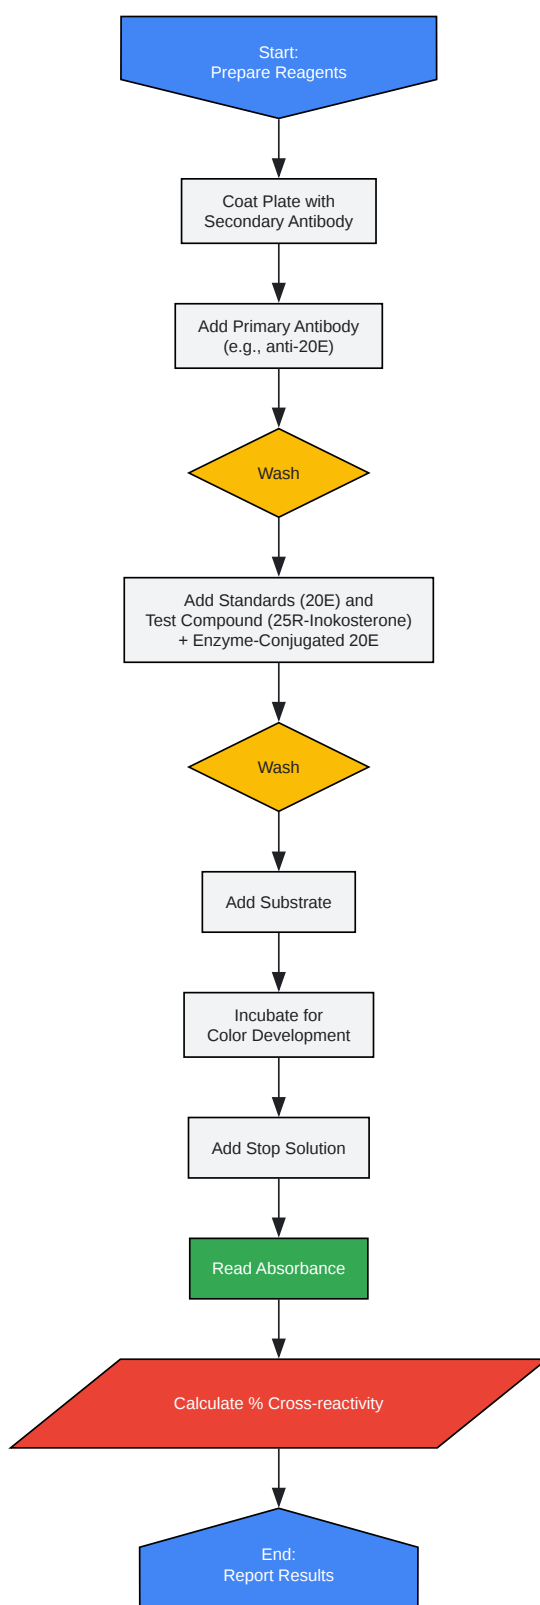 Start:
Prepare Reagents
Coat Plate with
Secondary Antibody
Add Primary Antibody
(e.g., anti-20E)
Wash
Add Standards (20E) and
Test Compound (25R-Inokosterone)
+ Enzyme-Conjugated 20E
Wash
Add Substrate
Incubate for
Color Development
Add Stop Solution
Read Absorbance
Calculate % Cross-reactivity
End:
Report Results